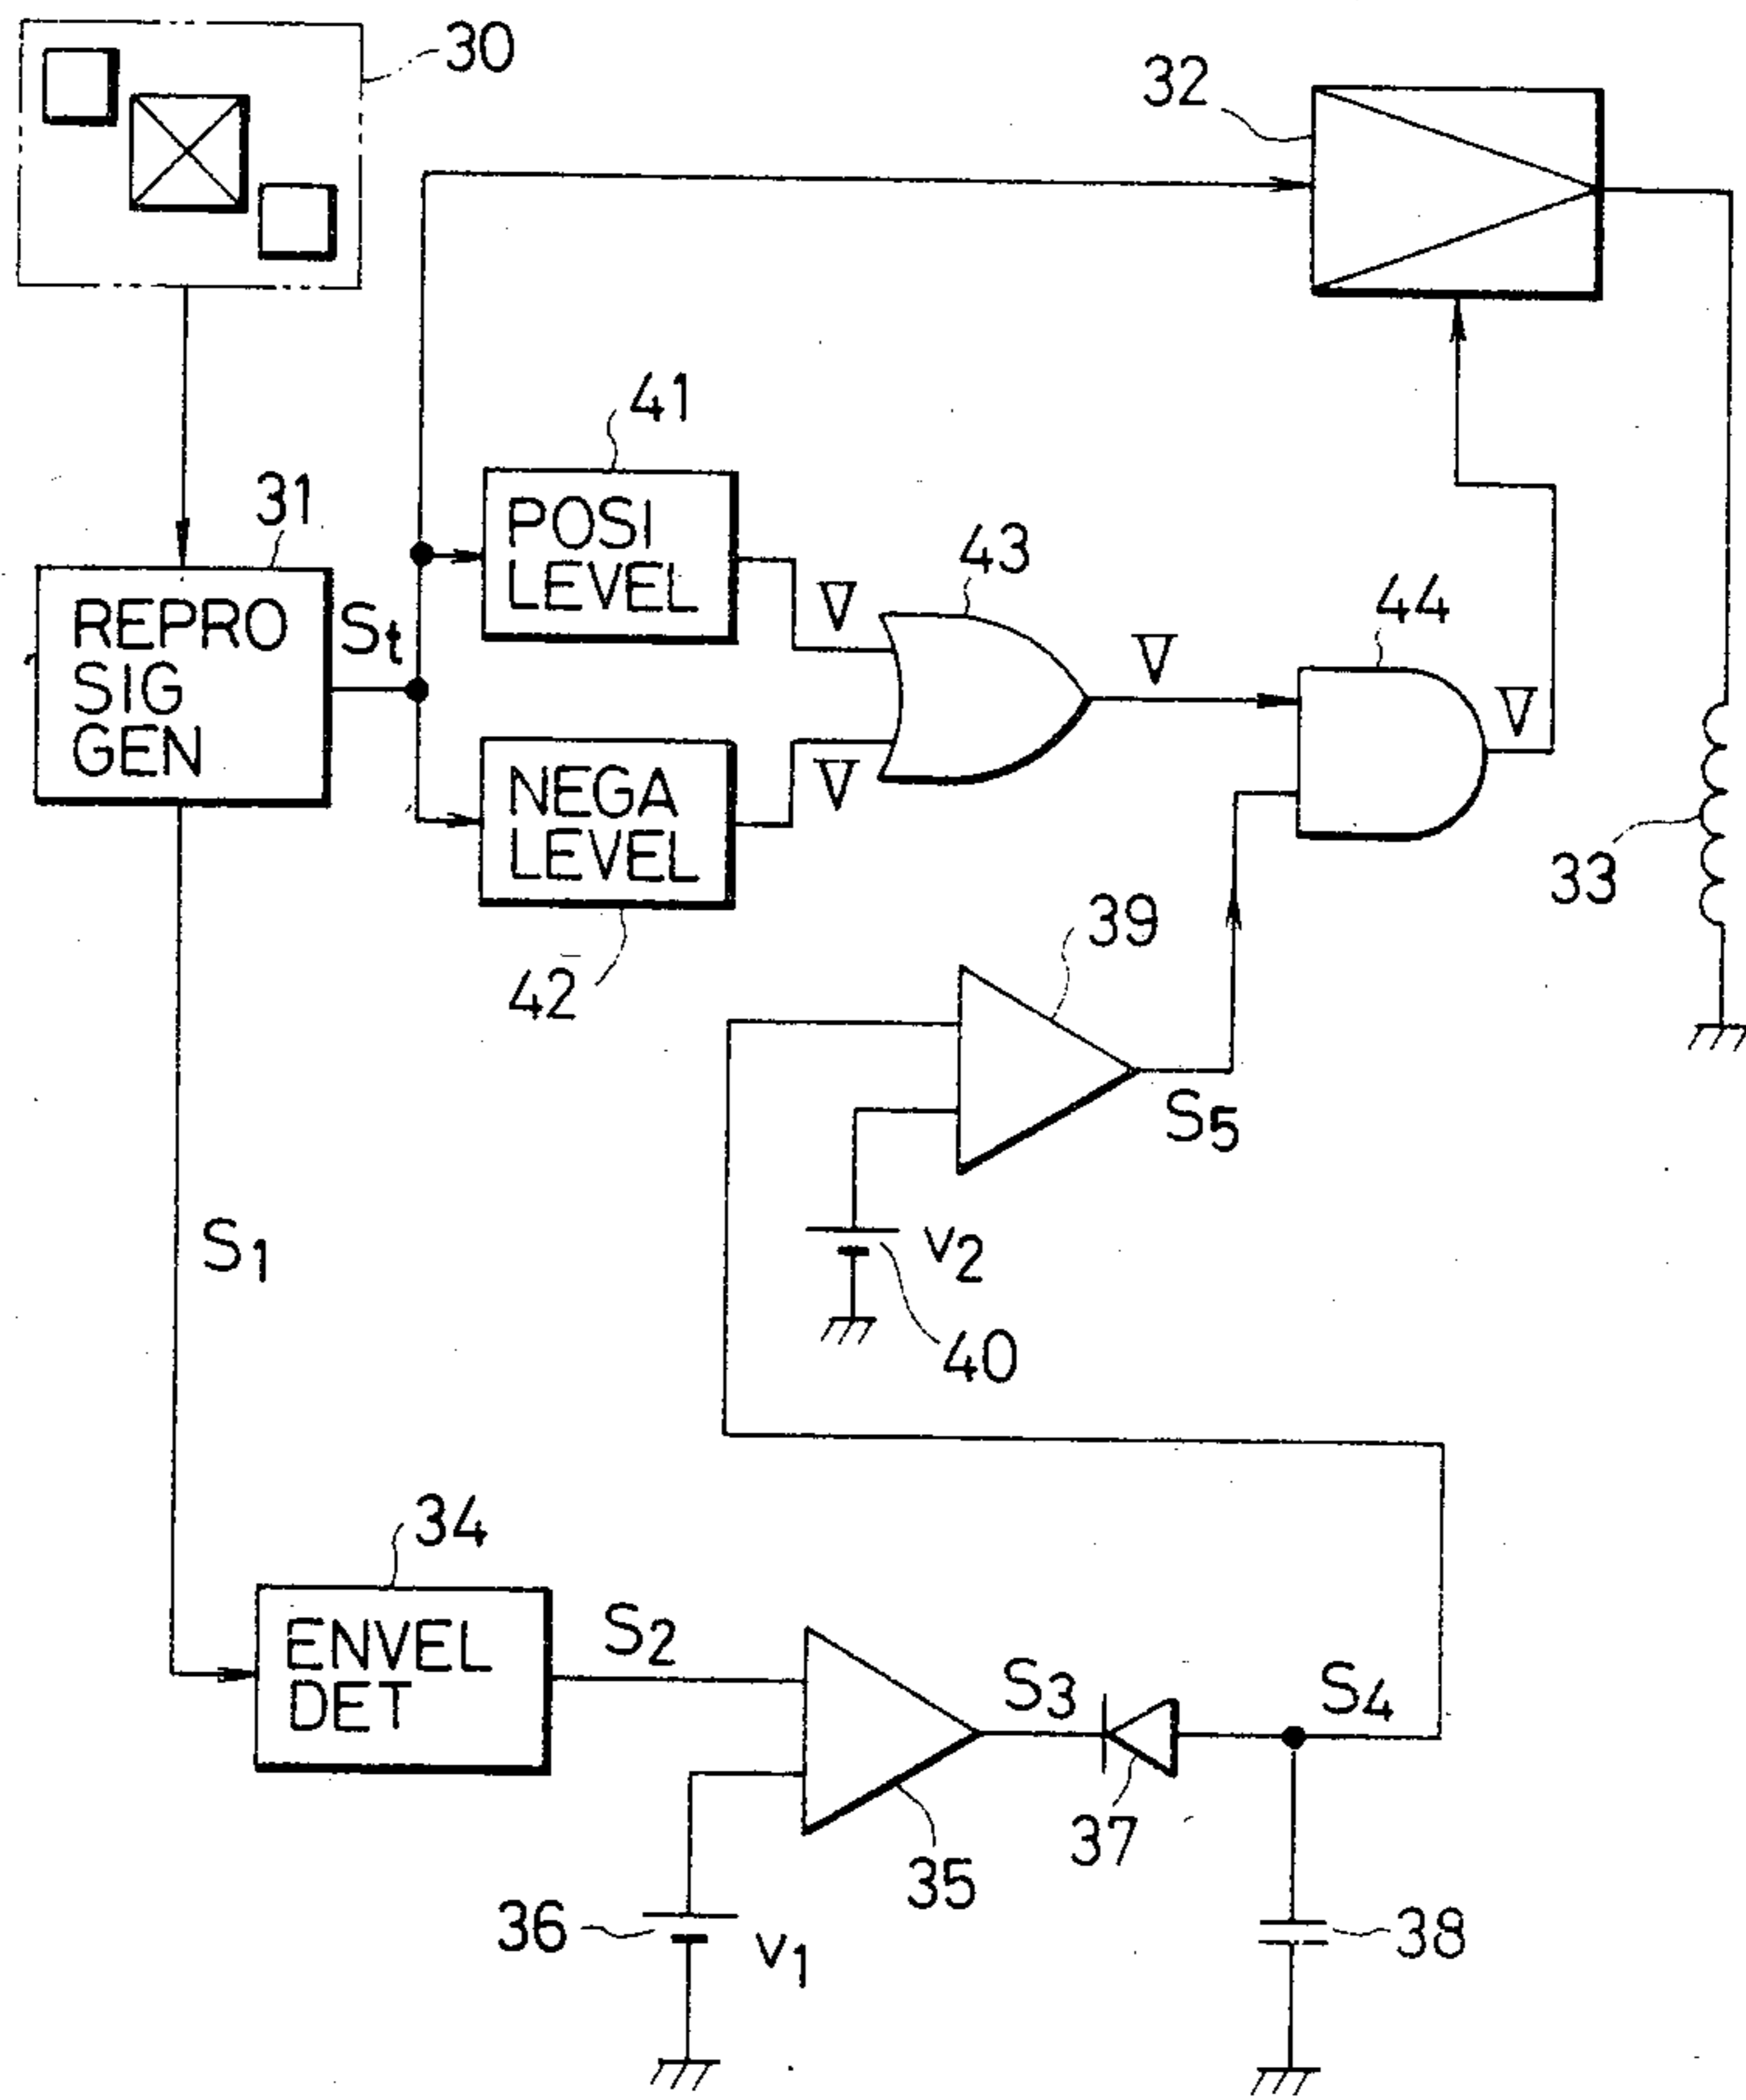 30
32
41
31
POSI
LEVEL
43
44
REPRO
SIG
GEN
St
V
V
V
V
NEGA
LEVEL
33
39
42
S5
S1
V2
40
34
ENVEL
DET
S2
S3
S4
37
35
36
V1
38